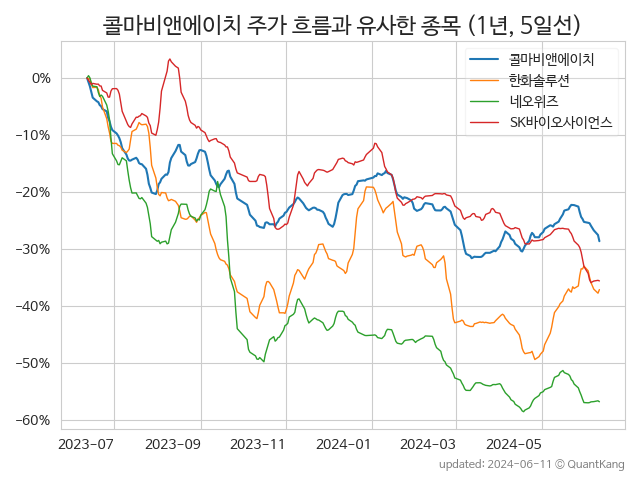 콜마비앤에이치 주가 흐름과 유사한 종목 (1년, 5일선)
콜마비앤에이치
한화솔루션
네오위즈
SK바이오사이언스
0%
−10%
−20%
−30%
−40%
−50%
−60%
2023-07 2023-09 2023-11 2024-01 2024-03 2024-05
updated: 2024-06-11 © QuantKang